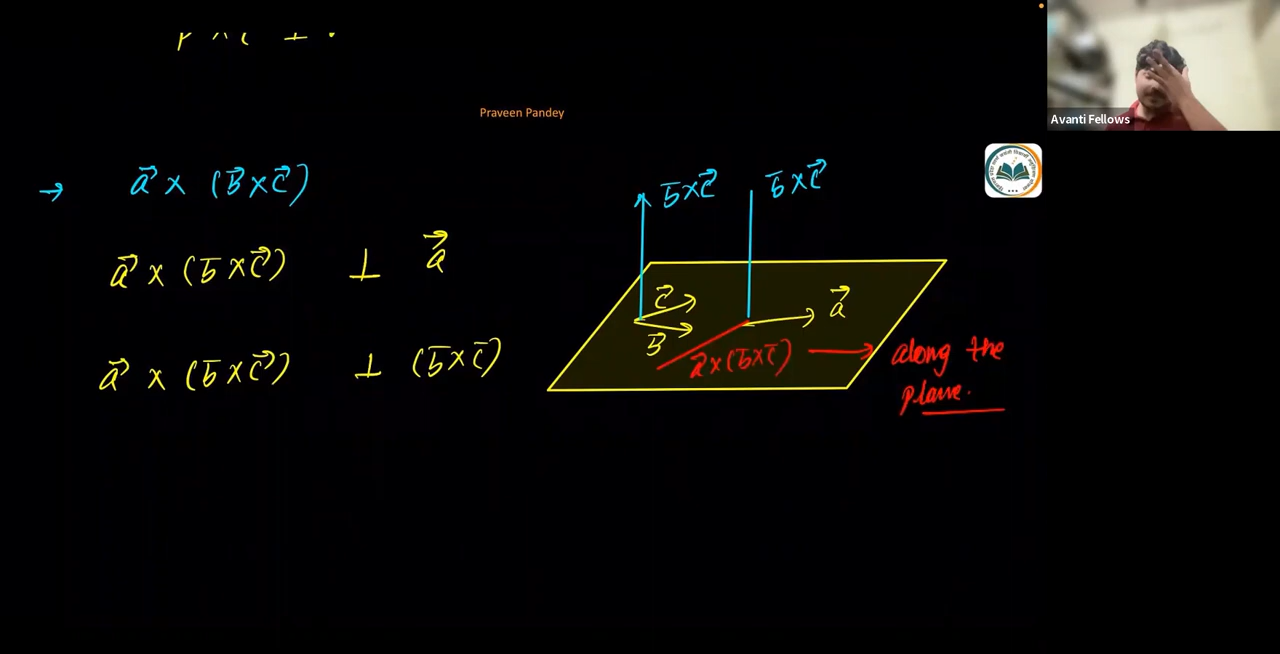 Praveen Pandey
Avanti Fellows
→ a⃗ × (b⃗ × c⃗)
a⃗ × (b̄ × c⃗) ⊥ a⃗
a⃗ × (b̄ × c⃗) ⊥ (b̄ × c̄)
b̄ × c⃗
b̄ × c⃗
c⃗
b̄
a⃗
a⃗ × (b̄ × c̄) → along the
plane.